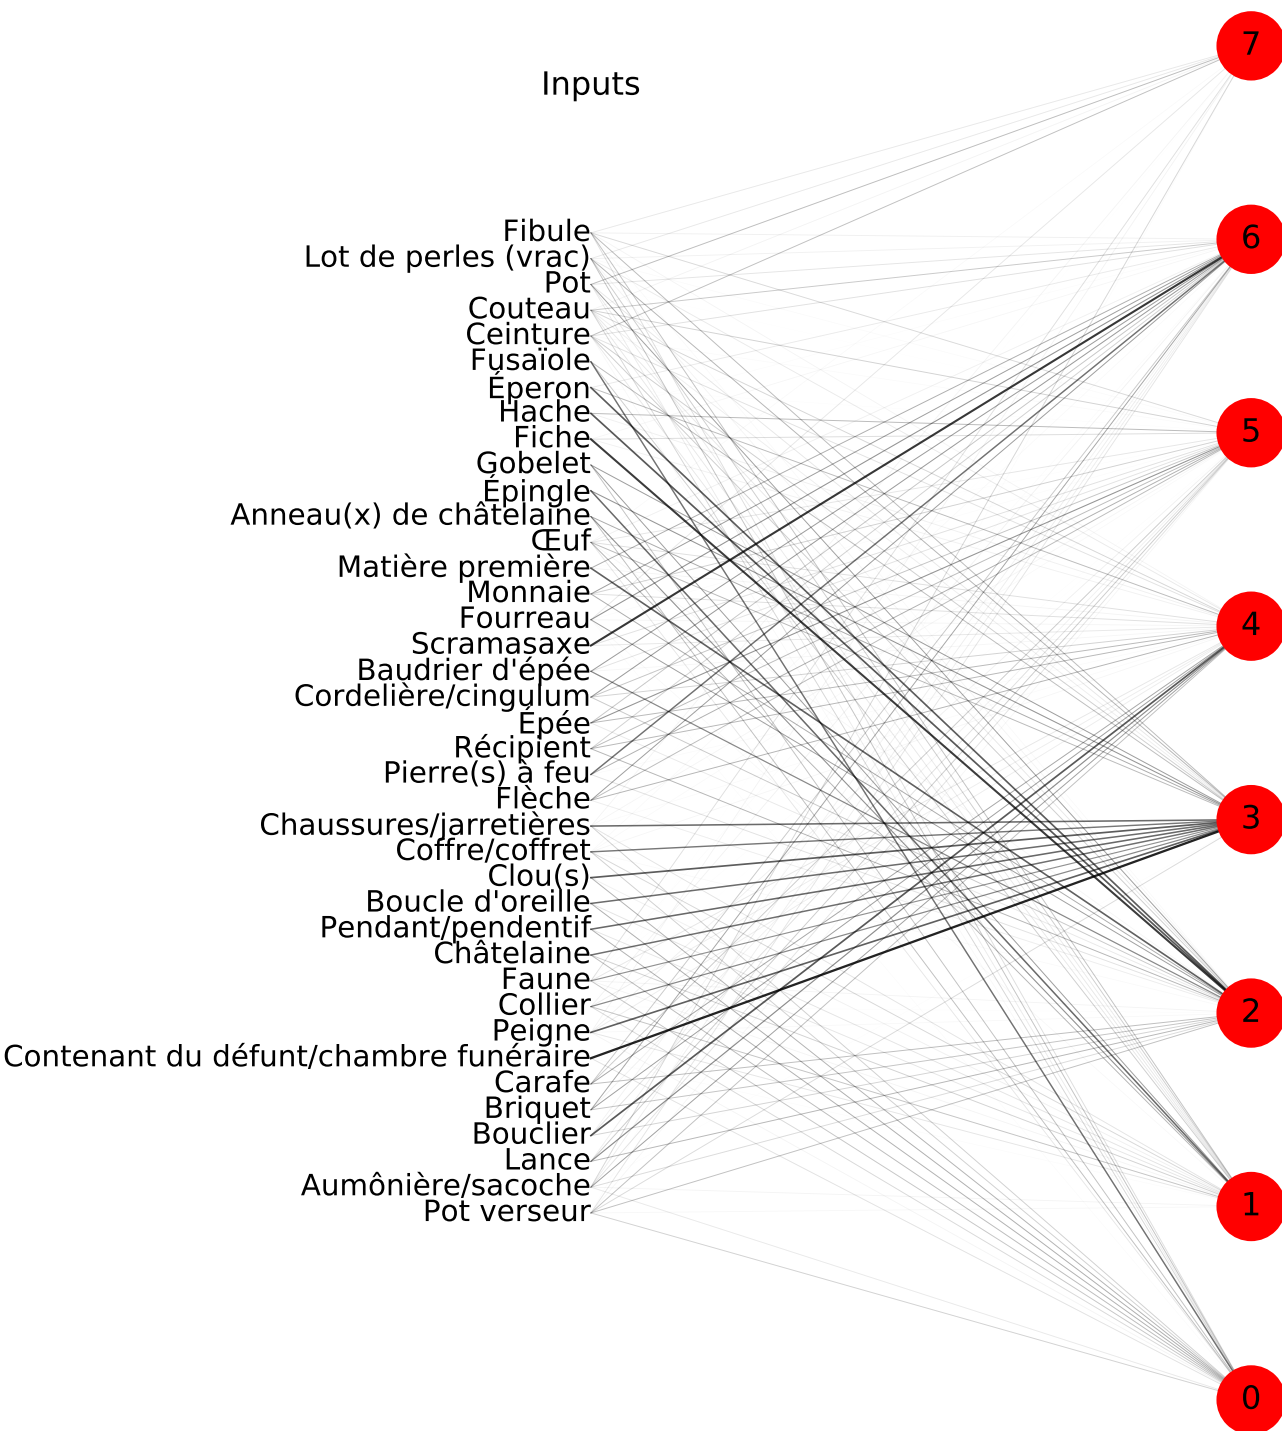 7
Inputs
6
Fibule
Lot de perles (vrac)
Pot
Couteau
Ceinture
Fusaïole
Éperon
Hache
5
Fiche
Gobelet
Épingle
Anneau(x) de châtelaine
Œuf
Matière première
Monnaie
Fourreau
4
Scramasaxe
Baudrier d'épée
Cordelière/cingulum
Épée
Récipient
Pierre(s) à feu
Flèche
3
Chaussures/jarretières
Coffre/coffret
Clou(s)
Boucle d'oreille
Pendant/pendentif
Châtelaine
Faune
Collier
2
Peigne
Contenant du défunt/chambre funéraire
Carafe
Briquet
Bouclier
Lance
Aumônière/sacoche
1
Pot verseur
0